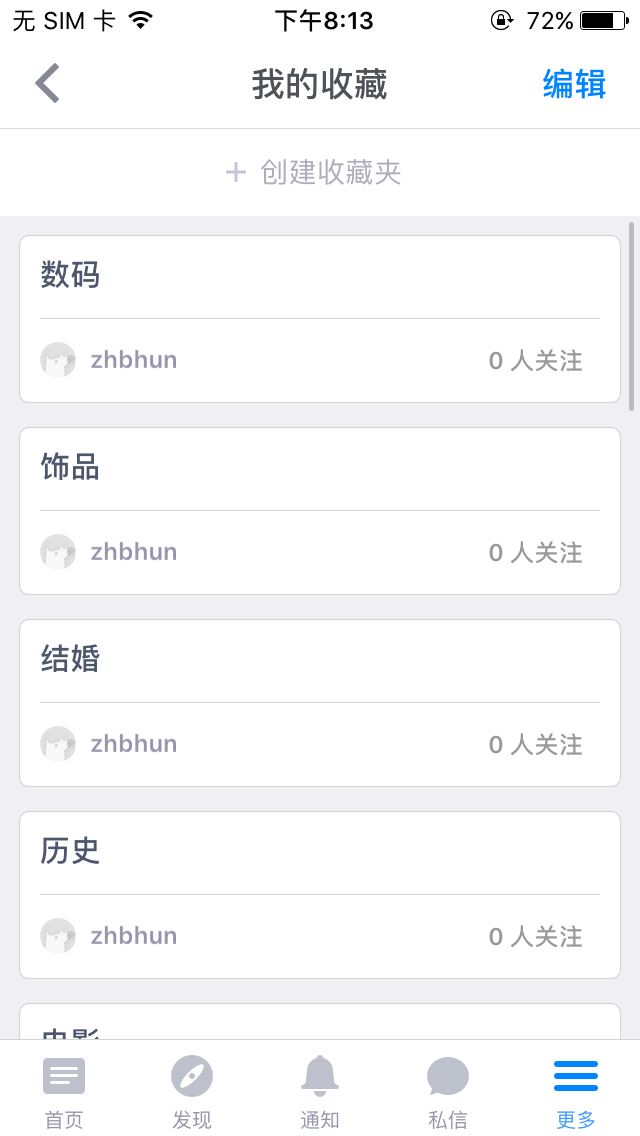 无 SIM 卡 下午8:13 72%
我的收藏 编辑
+ 创建收藏夹
数码
zhbhun 0 人关注
饰品
zhbhun 0 人关注
结婚
zhbhun 0 人关注
历史
zhbhun 0 人关注
电影
首页 发现 通知 私信 更多